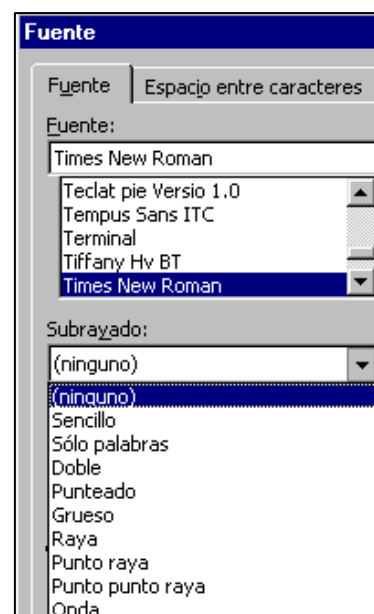 Fuente
Fuente Espacio entre caracteres
Fuente:
Times New Roman
Teclat pie Versio 1.0
Tempus Sans ITC
Terminal
Tiffany Hv BT
Times New Roman
Subrayado:
(ninguno)
(ninguno)
Sencillo
Sólo palabras
Doble
Punteado
Grueso
Raya
Punto raya
Punto punto raya
Onda